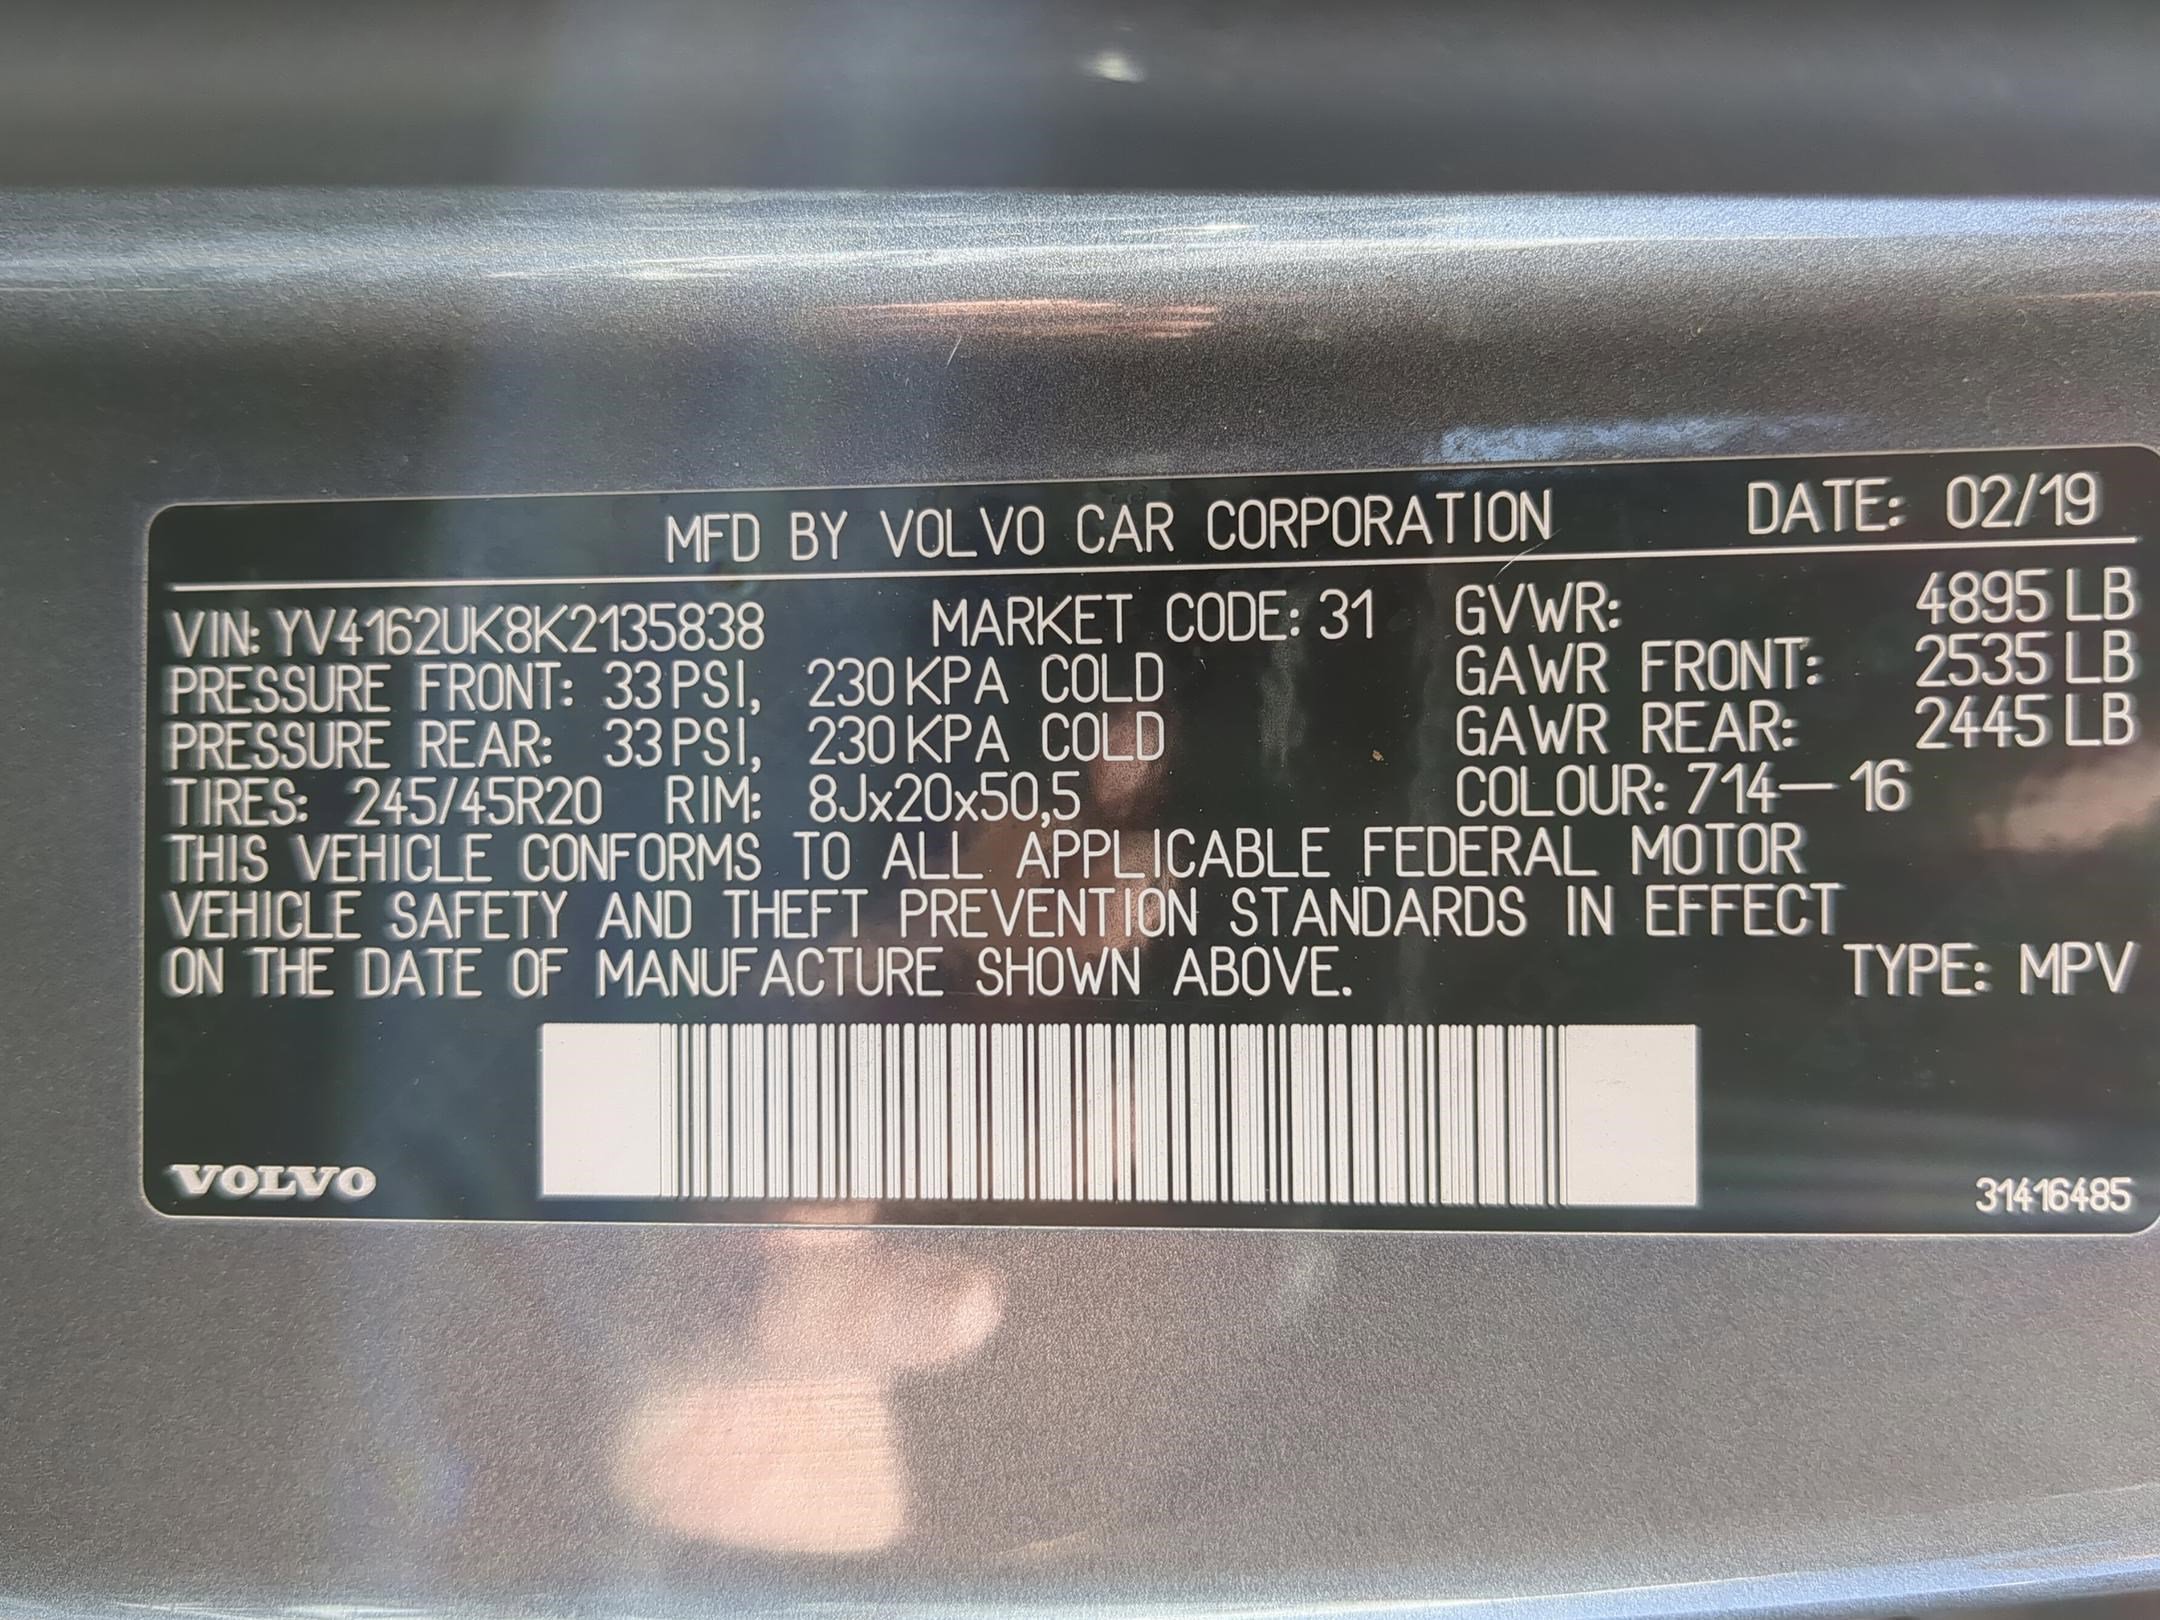 MFD BY VOLVO CAR CORPORATION DATE: 02/19
VIN: YV4162UK8K2135838 MARKET CODE: 31 GVWR: 4895 LB
PRESSURE FRONT: 33 PSI, 230 KPA COLD GAWR FRONT: 2535 LB
PRESSURE REAR: 33 PSI, 230 KPA COLD GAWR REAR: 2445 LB
TIRES: 245/45R20 RIM: 8Jx20x50,5 COLOUR: 714—16
THIS VEHICLE CONFORMS TO ALL APPLICABLE FEDERAL MOTOR
VEHICLE SAFETY AND THEFT PREVENTION STANDARDS IN EFFECT
ON THE DATE OF MANUFACTURE SHOWN ABOVE. TYPE: MPV
VOLVO 31416485